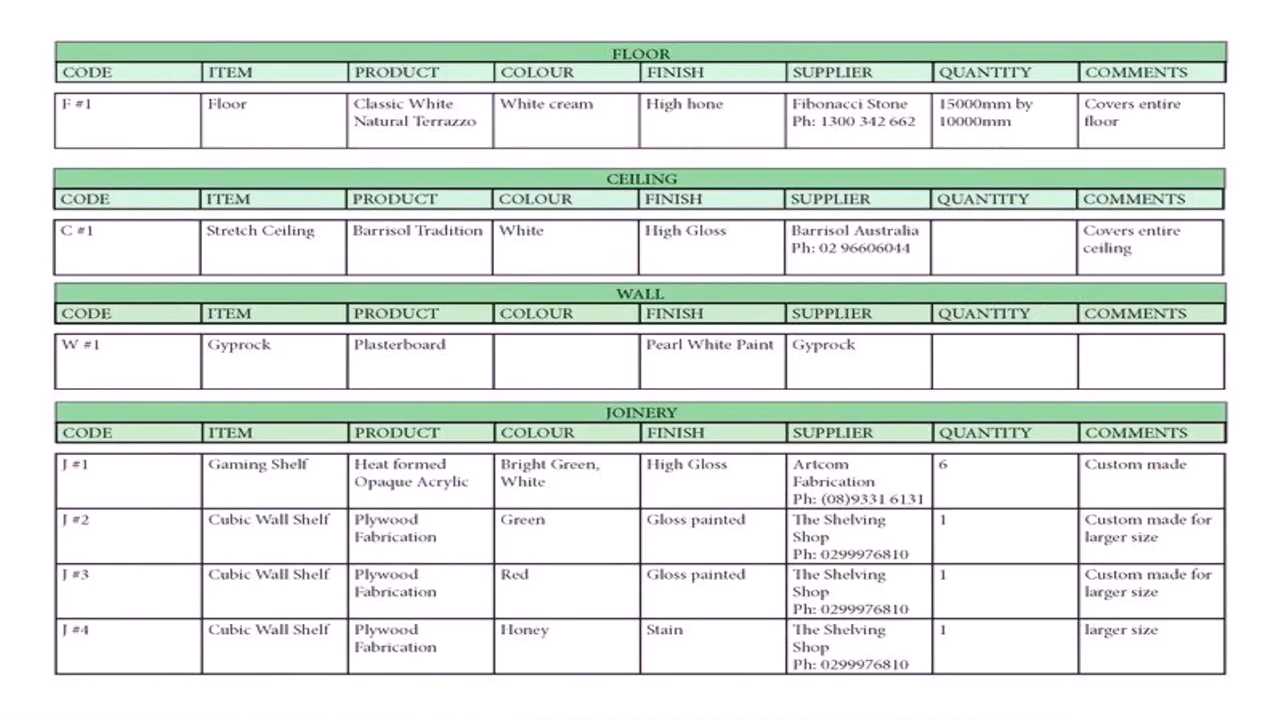 FLOOR
CODE ITEM PRODUCT COLOUR FINISH SUPPLIER QUANTITY COMMENTS
F #1 Floor Classic White White cream High hone Fibonacci Stone 15000mm by Covers entire
Natural Terrazzo Ph: 1300 342 662 10000mm floor
CEILING
CODE ITEM PRODUCT COLOUR FINISH SUPPLIER QUANTITY COMMENTS
C #1 Stretch Ceiling Barrisol Tradition White High Gloss Barrisol Australia Covers entire
Ph: 02 96606044 ceiling
WALL
CODE ITEM PRODUCT COLOUR FINISH SUPPLIER QUANTITY COMMENTS
W #1 Gyprock Plasterboard Pearl White Paint Gyprock
JOINERY
CODE ITEM PRODUCT COLOUR FINISH SUPPLIER QUANTITY COMMENTS
J #1 Gaming Shelf Heat formed Bright Green, High Gloss Artcom 6 Custom made
Opaque Acrylic White Fabrication
Ph: (08)9331 6131
J #2 Cubic Wall Shelf Plywood Green Gloss painted The Shelving 1 Custom made for
Fabrication Shop larger size
Ph: 0299976810
J #3 Cubic Wall Shelf Plywood Red Gloss painted The Shelving 1 Custom made for
Fabrication Shop larger size
Ph: 0299976810
J #4 Cubic Wall Shelf Plywood Honey Stain The Shelving 1 larger size
Fabrication Shop
Ph: 0299976810